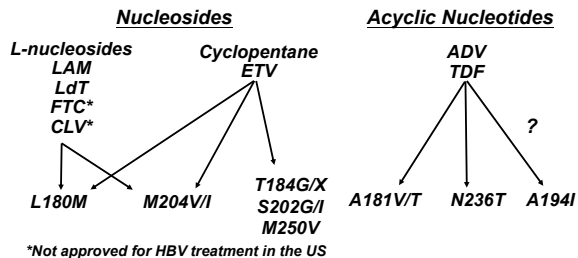 Nucleosides
Acyclic Nucleotides
L-nucleosides
LAM
LdT
FTC*
CLV*
Cyclopentane
ETV
ADV
TDF
?
L180M
M204V/I
T184G/X
S202G/I
M250V
A181V/T
N236T
A194I
*Not approved for HBV treatment in the US